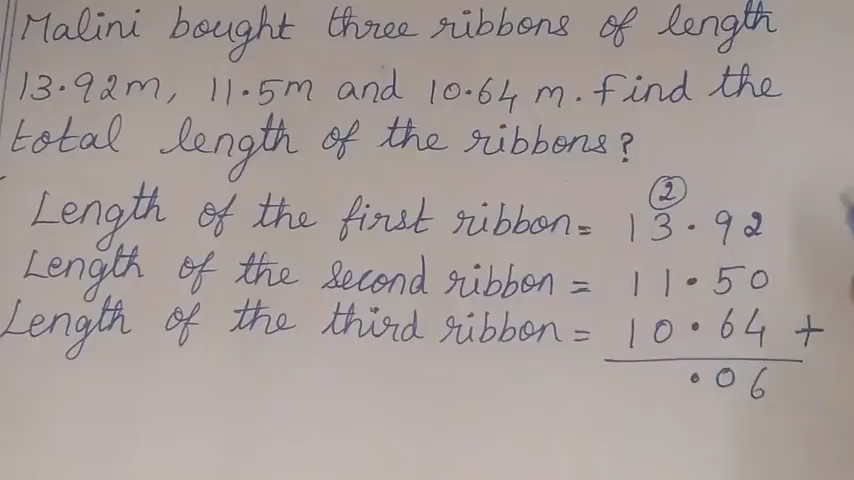 Malini bought three ribbons of length
13.92m, 11.5m and 10.64 m. Find the
total length of the ribbons?
2
Length of the first ribbon = 13.92
Length of the second ribbon = 11.50
Length of the third ribbon = 10.64 +
.06